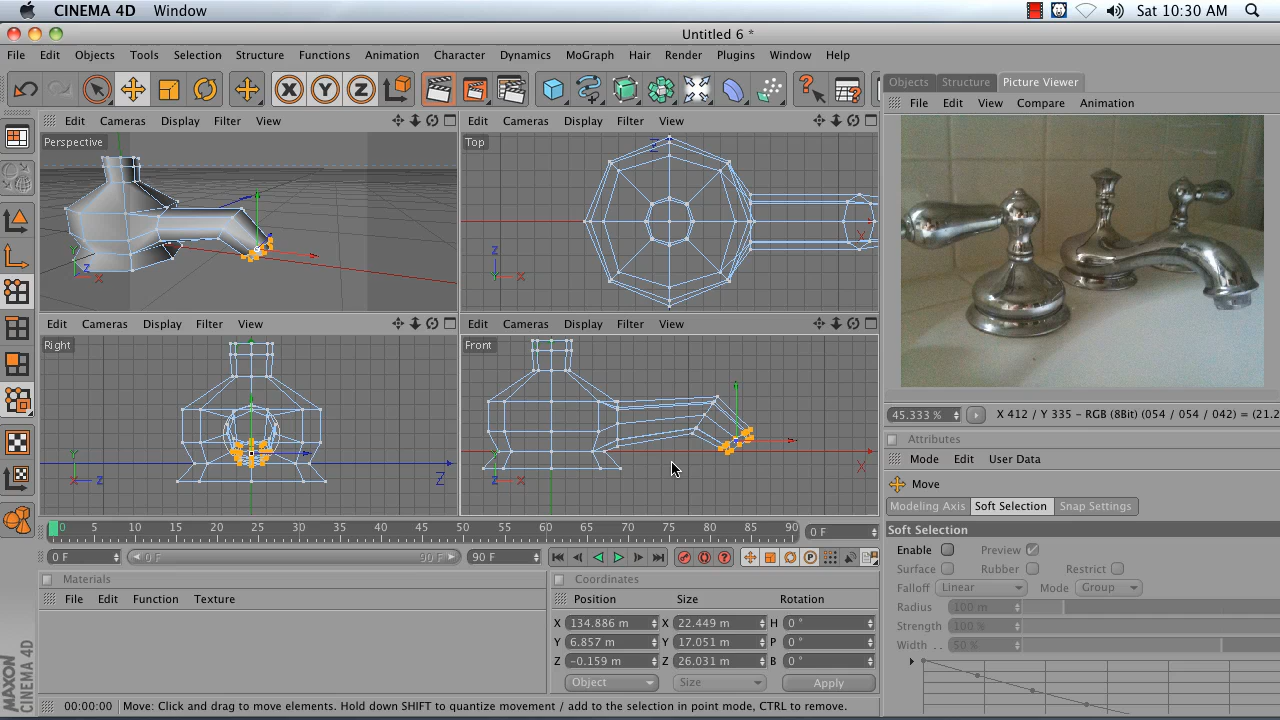 CINEMA 4D Window Sat 10:30 AM
Untitled 6 *
File Edit Objects Tools Selection Structure Functions Animation Character Dynamics MoGraph Hair Render Plugins Window Help
X Y Z
Objects Structure Picture Viewer
File Edit View Compare Animation
Edit Cameras Display Filter View
Perspective
Y Z X
Edit Cameras Display Filter View
Top
Z X
Z X
Edit Cameras Display Filter View
Right
Y X Z
Z
Edit Cameras Display Filter View
Front
Y Z X
X
45.333 % X 412 / Y 335 - RGB (8Bit) (054 / 054 / 042) = (21.2
Attributes
Mode Edit User Data
Move
Modeling Axis Soft Selection Snap Settings
Soft Selection
Enable Preview
Surface Rubber Restrict
Falloff Linear Mode Group
Radius 100 m
Strength 100 %
Width . . 50 %
0 5 10 15 20 25 30 35 40 45 50 55 60 65 70 75 80 85 90 0 F
0 F 0 F 90 F 90 F
P
Materials
File Edit Function Texture
Coordinates
Position Size Rotation
X 134.886 m X 22.449 m H 0 °
Y 6.857 m Y 17.051 m P 0 °
Z -0.159 m Z 26.031 m B 0 °
Object Size Apply
MAXON
CINEMA 4D
00:00:00 Move: Click and drag to move elements. Hold down SHIFT to quantize movement / add to the selection in point mode, CTRL to remove.